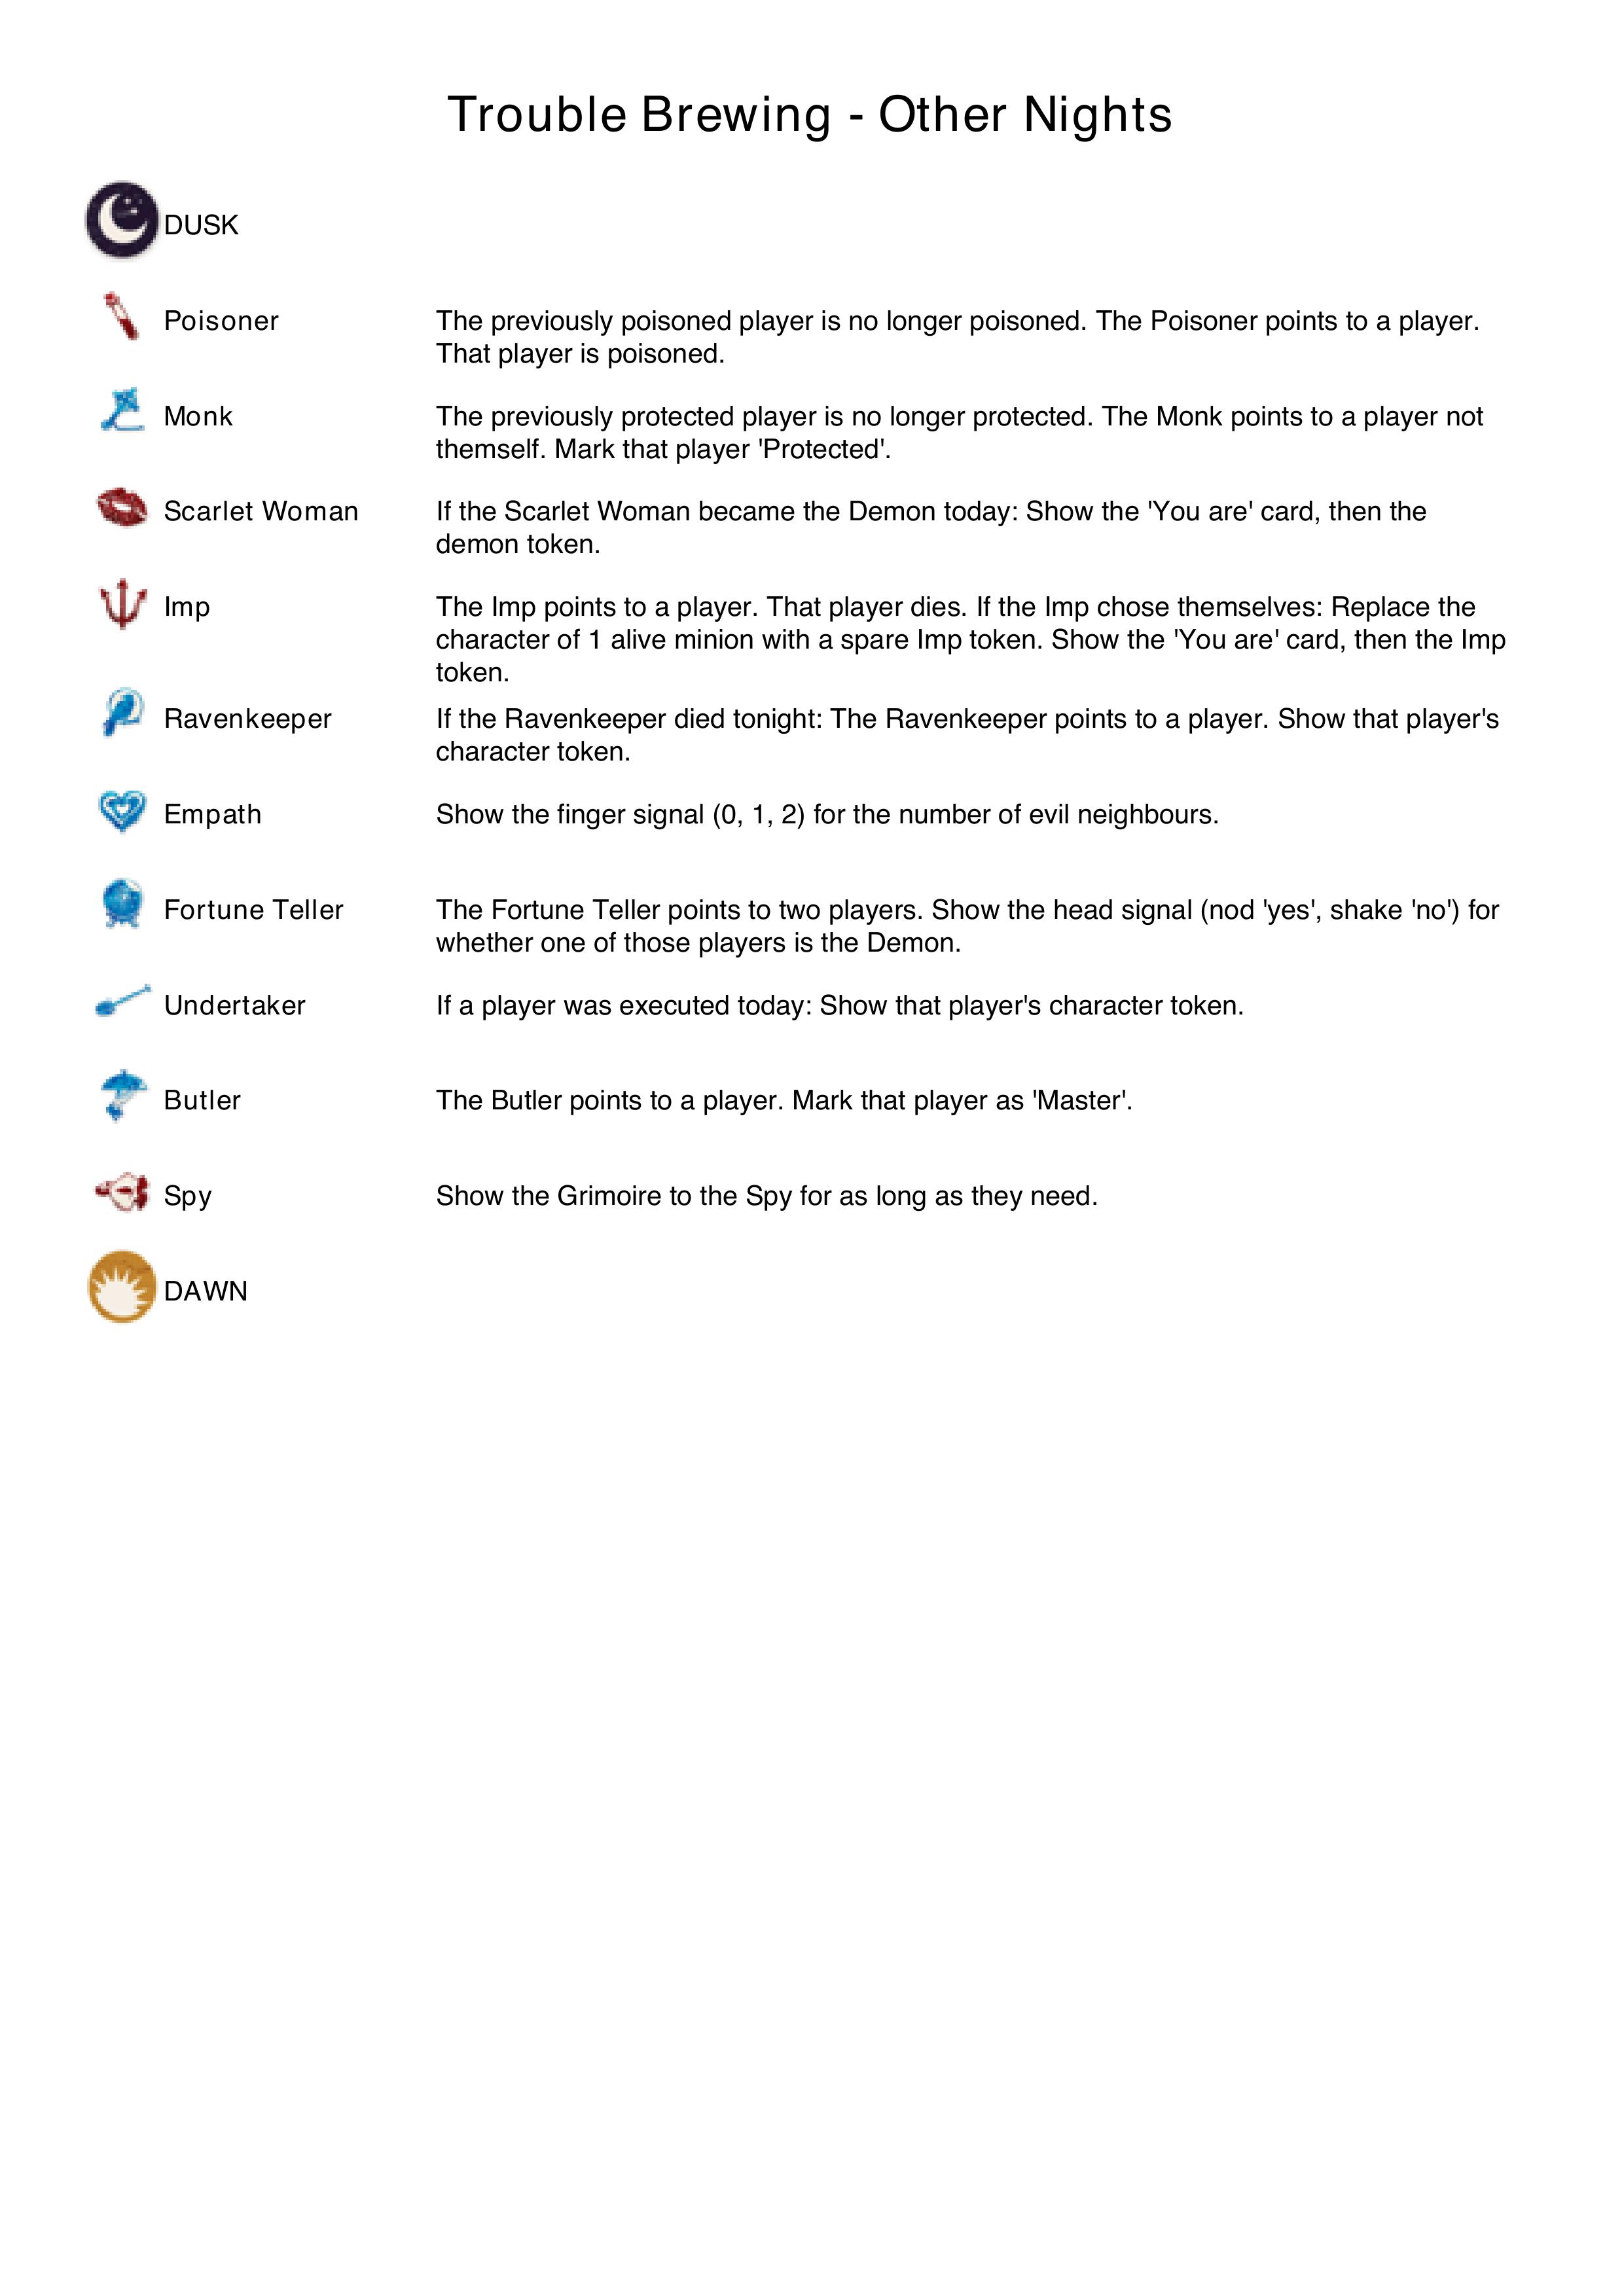 Trouble Brewing - Other Nights
DUSK
Poisoner
The previously poisoned player is no longer poisoned. The Poisoner points to a player.
That player is poisoned.
Monk
The previously protected player is no longer protected. The Monk points to a player not
themself. Mark that player 'Protected'.
Scarlet Woman
If the Scarlet Woman became the Demon today: Show the 'You are' card, then the
demon token.
Imp
The Imp points to a player. That player dies. If the Imp chose themselves: Replace the
character of 1 alive minion with a spare Imp token. Show the 'You are' card, then the Imp
token.
Ravenkeeper
If the Ravenkeeper died tonight: The Ravenkeeper points to a player. Show that player's
character token.
Empath
Show the finger signal (0, 1, 2) for the number of evil neighbours.
Fortune Teller
The Fortune Teller points to two players. Show the head signal (nod 'yes', shake 'no') for
whether one of those players is the Demon.
Undertaker
If a player was executed today: Show that player's character token.
Butler
The Butler points to a player. Mark that player as 'Master'.
Spy
Show the Grimoire to the Spy for as long as they need.
DAWN